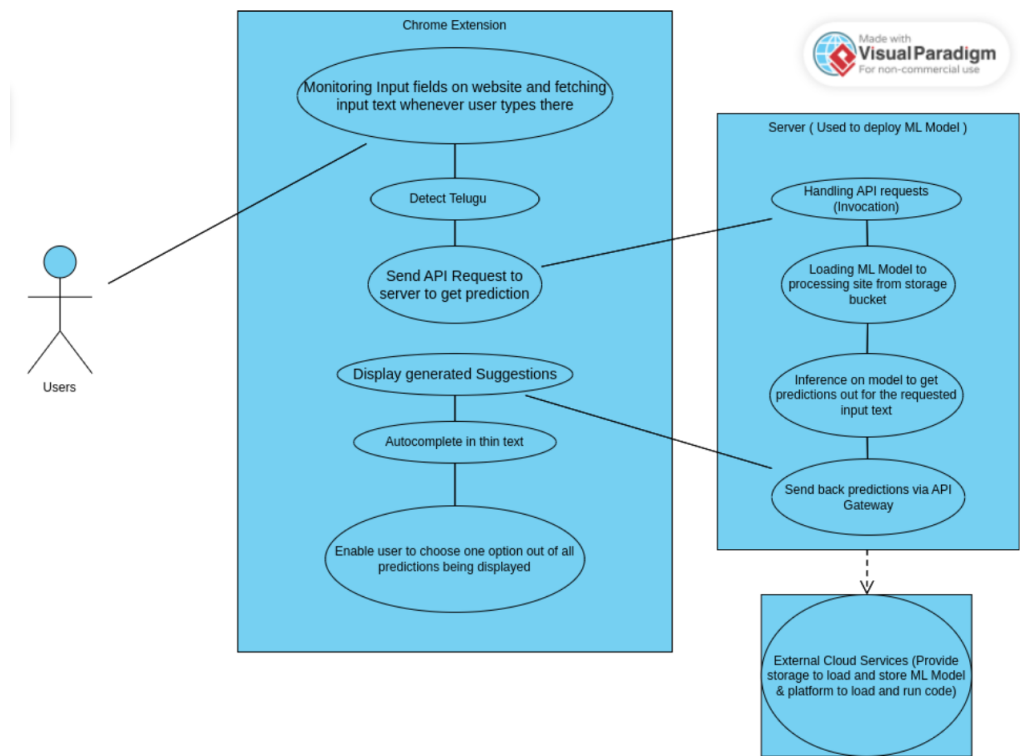 Chrome Extension
Made with
Visual Paradigm
For non-commercial use
Monitoring Input fields on website and fetching
input text whenever user types there
Server ( Used to deploy ML Model )
Detect Telugu
Handling API requests
(Invocation)
Send API Request to
server to get prediction
Loading ML Model to
processing site from storage
bucket
Users
Display generated Suggestions
Inference on model to get
predictions out for the requested
input text
Autocomplete in thin text
Send back predictions via API
Gateway
Enable user to choose one option out of all
predictions being displayed
External Cloud Services (Provide
storage to load and store ML Model
& platform to load and run code)